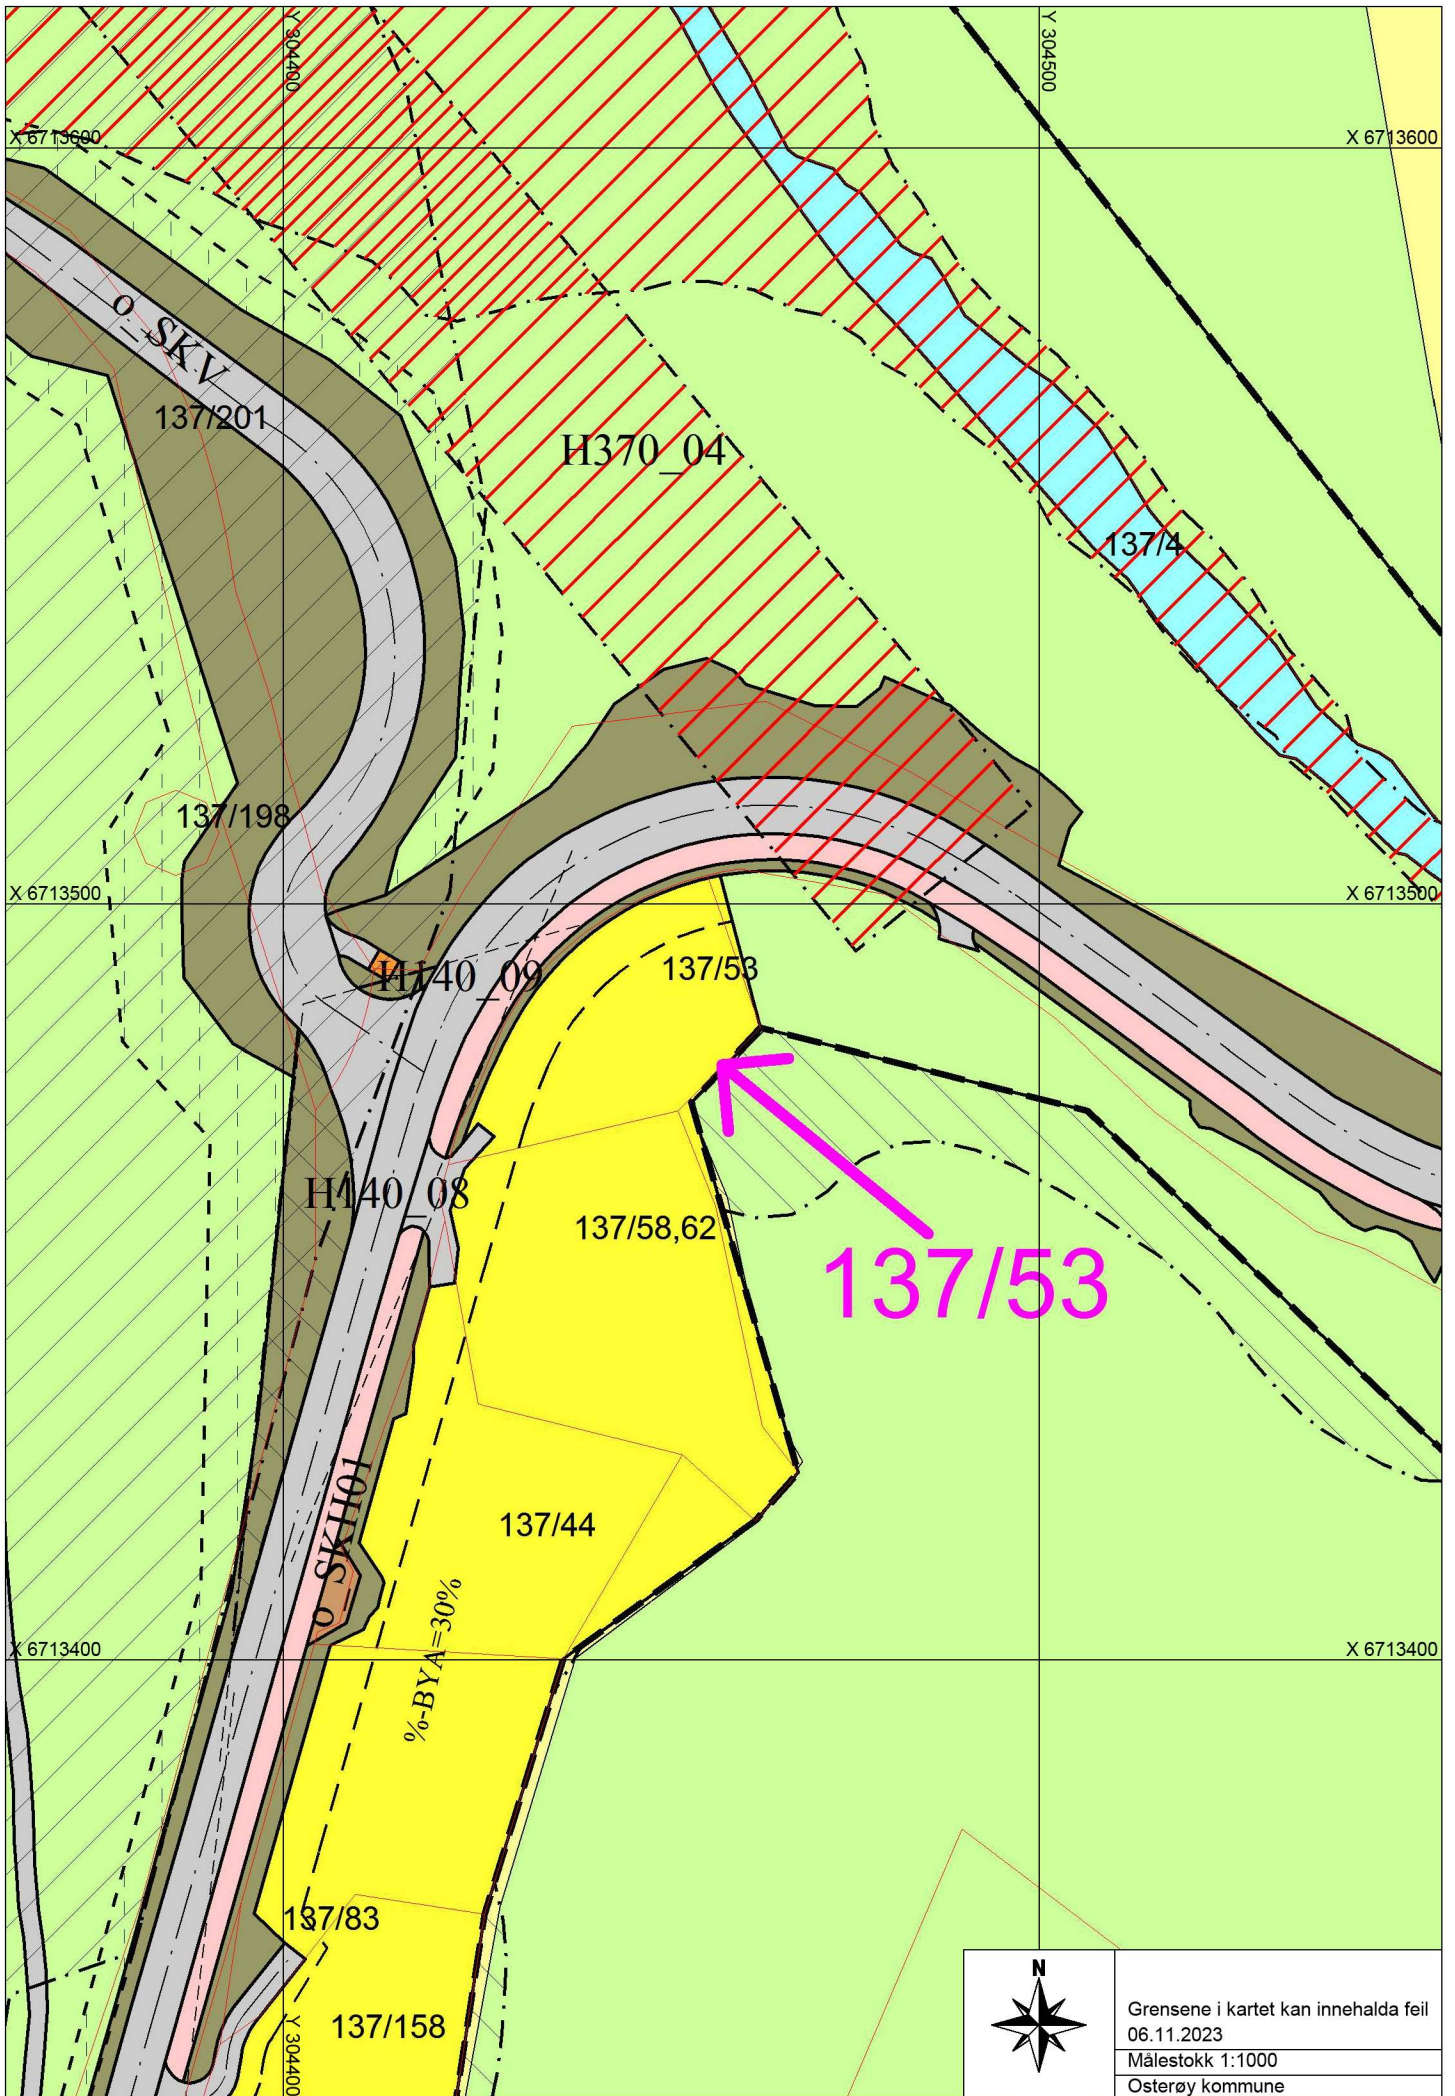 Y 304400
Y 304500
X 6713600
X 6713600
o_SKV
137/201
H370_04
137/4
137/198
X 6713500
X 6713500
137/53
H140_09
H140_08
137/58,62
137/53
o_SKH01
137/44
%-BYA=30%
X 6713400
X 6713400
137/83
137/158
Y 304400
N
Grensene i kartet kan innehalda feil
06.11.2023
Målestokk 1:1000
Osterøy kommune